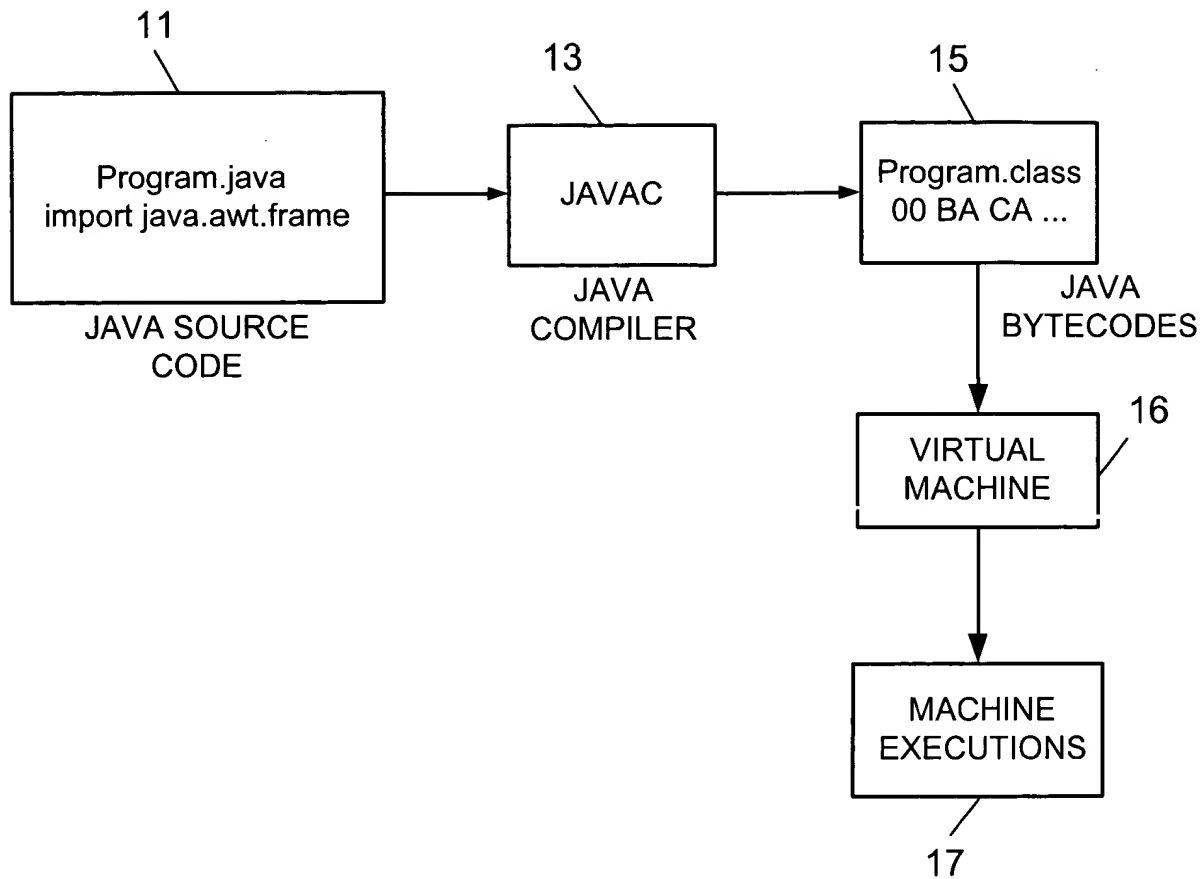 11
Program.java
import java.awt.frame
JAVA SOURCE
CODE
13
JAVAC
JAVA
COMPILER
15
Program.class
00 BA CA ...
JAVA
BYTECODES
VIRTUAL
MACHINE
16
MACHINE
EXECUTIONS
17